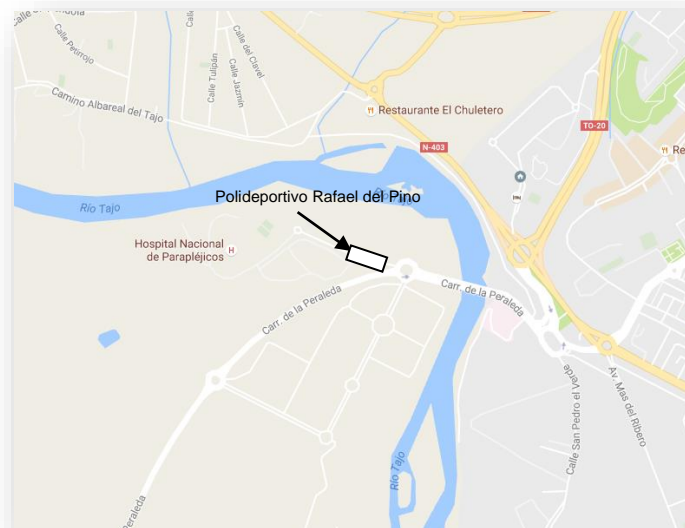 Calle Petirrojo
Calle Tulipán
Calle del Clavel
Calle Jazmín
Camino Albareal del Tajo
Restaurante El Chuletero
TO-20
N-403
Re
Polideportivo Rafael del Pino
Río Tajo
Hospital Nacional
de Parapléjicos
H
Carr. de la Peraleda
Carr. de la Peraleda
Calle San Pedro el Verde
Av. Mas del Ribero
Río Tajo
Peraleda